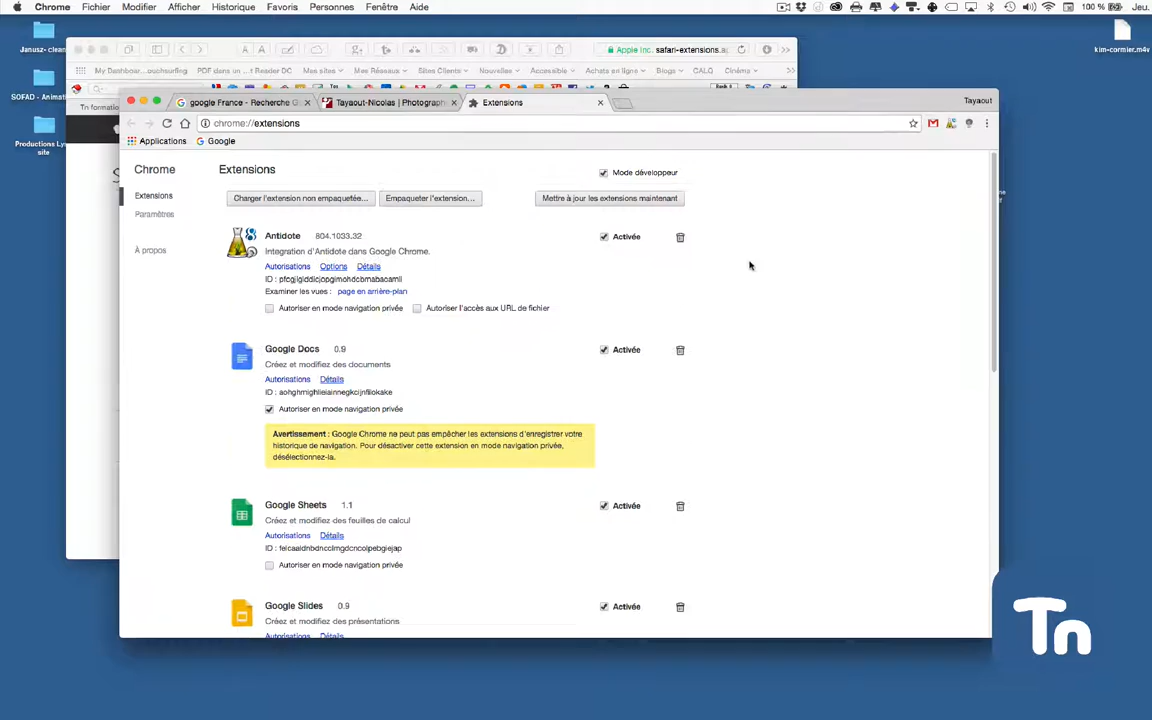 Chrome Fichier Modifier Afficher Historique Favoris Personnes Fenêtre Aide 100 % Jeu.
Janusz- clean
SOFAD - Animati
Productions Ly
site
kim-cormier.m4v
Apple Inc. safari-extensions.ap
My Dashboar...ouchsurfing PDF dans un ...t Reader DC Mes sites Mes Réseaux Sites Clients Nouvelles Accessible Achats en ligne Blogs CALQ Cinéma
Tn formatio
google France - Recherche G Tayaout-Nicolas | Photograph Extensions Tayaout
chrome://extensions
Applications Google
Chrome
Extensions
Paramètres
À propos
Extensions
Mode développeur
Charger l'extension non empaquetée... Empaqueter l'extension... Mettre à jour les extensions maintenant
Antidote 804.1033.32 Activée
Integration d'Antidote dans Google Chrome.
Autorisations Options Détails
Examiner les vues : page en arrière-plan
Autoriser en mode navigation privée Autoriser l'accès aux URL de fichier
Google Docs 0.9 Activée
Créez et modifiez des documents
Autorisations Détails
Autoriser en mode navigation privée
Avertissement : Google Chrome ne peut pas empêcher les extensions d'enregistrer votre
historique de navigation. Pour désactiver cette extension en mode navigation privée,
désélectionnez-la.
Google Sheets 1.1 Activée
Créez et modifiez des feuilles de calcul
Autorisations Détails
Autoriser en mode navigation privée
Google Slides 0.9 Activée
Créez et modifiez des présentations
Autorisations Détails
Tn